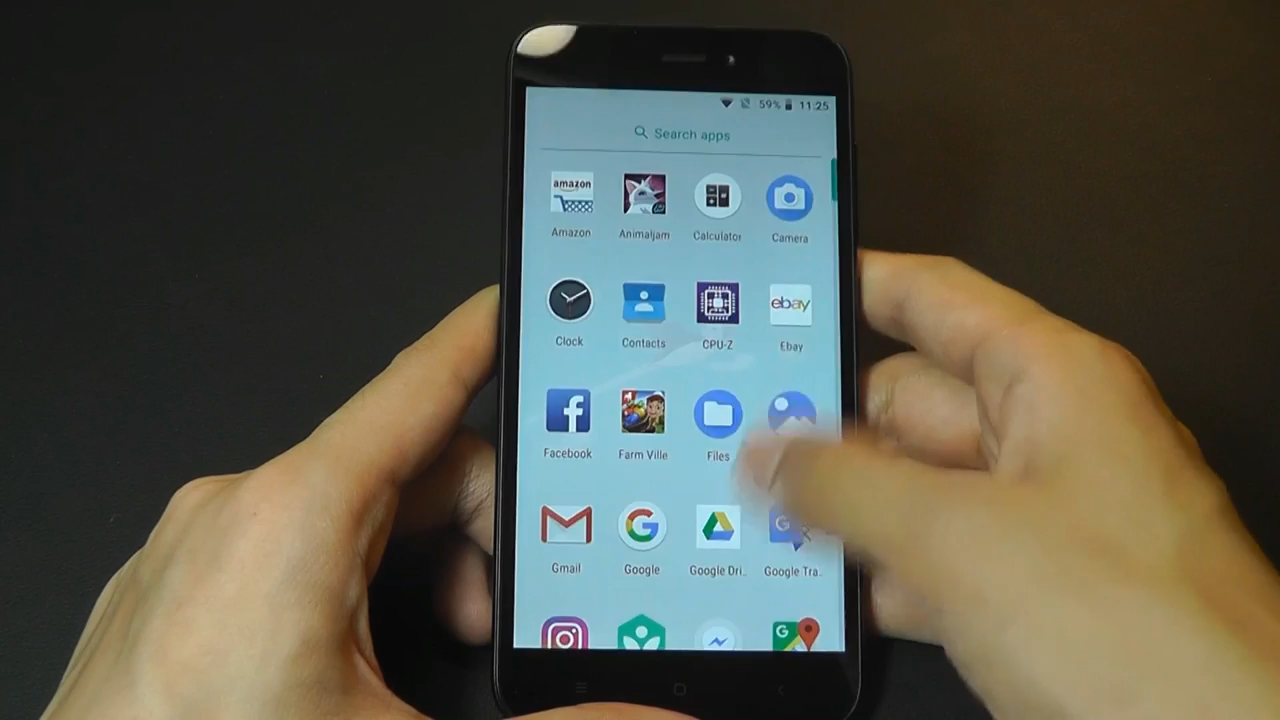 59% 11:25
Search apps
amazon
Amazon Animaljam Calculator Camera
ebay
Clock Contacts CPU-Z Ebay
Facebook Farm Ville Files
Gmail Google Google Dri.. Google Tra..